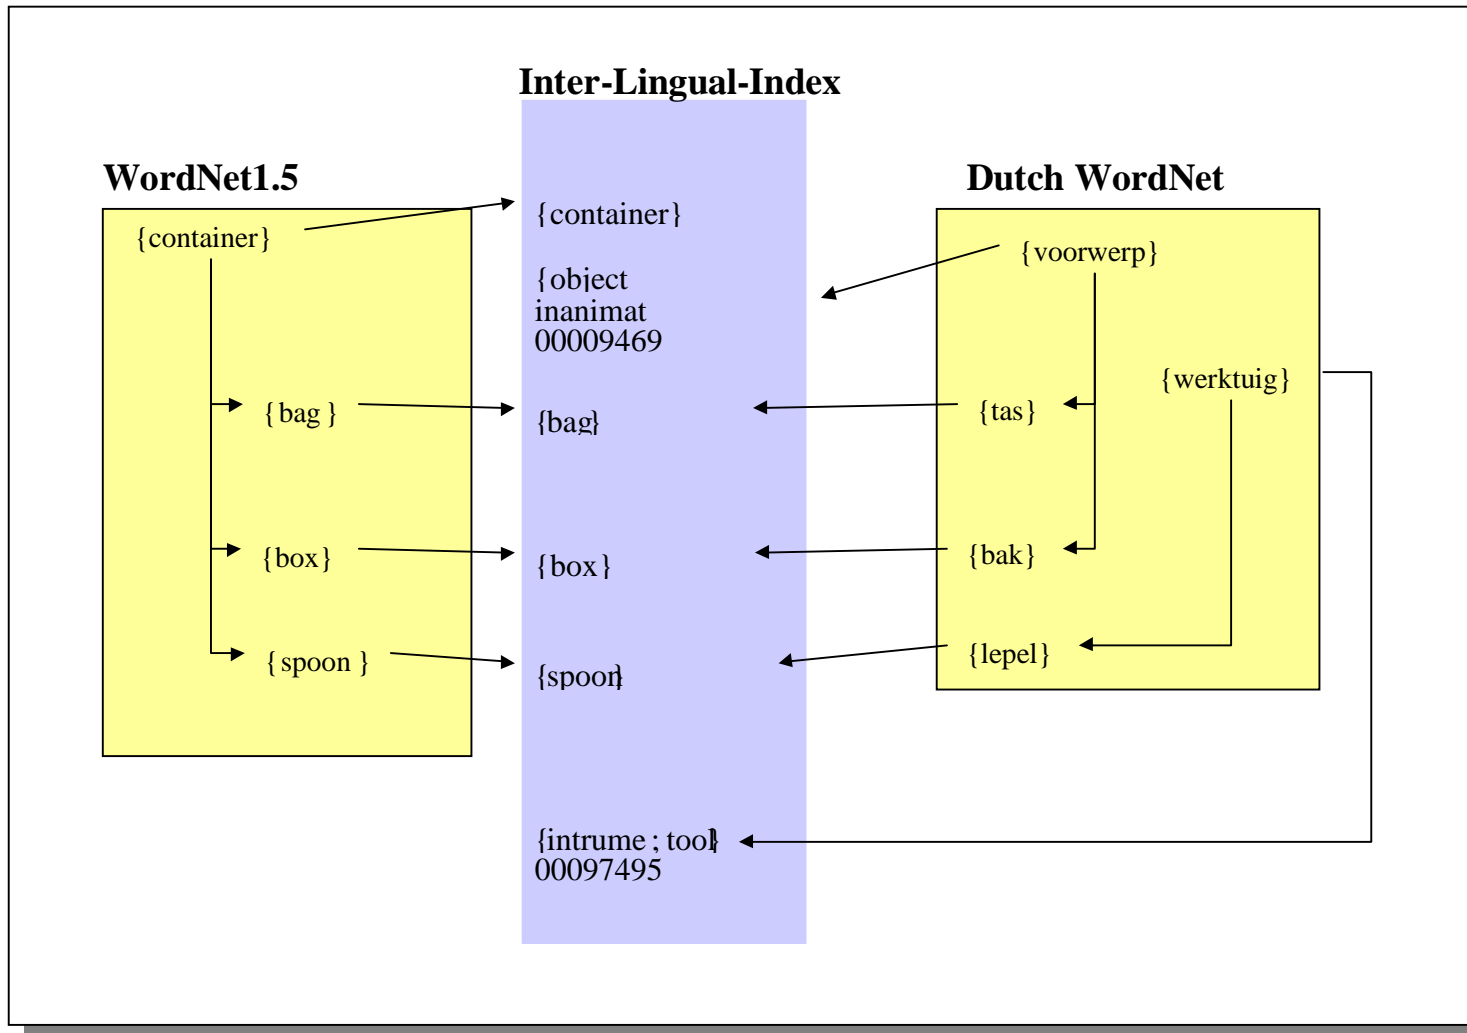 Inter-Lingual-Index
WordNet1.5
{container}
{bag }
{box}
{spoon }
{container}
{object
inanimat
00009469
{bag}
{box}
{spoon}
{intrume ; tool}
00097495
Dutch WordNet
{voorwerp}
{werktuig}
{tas}
{bak}
{lepel}